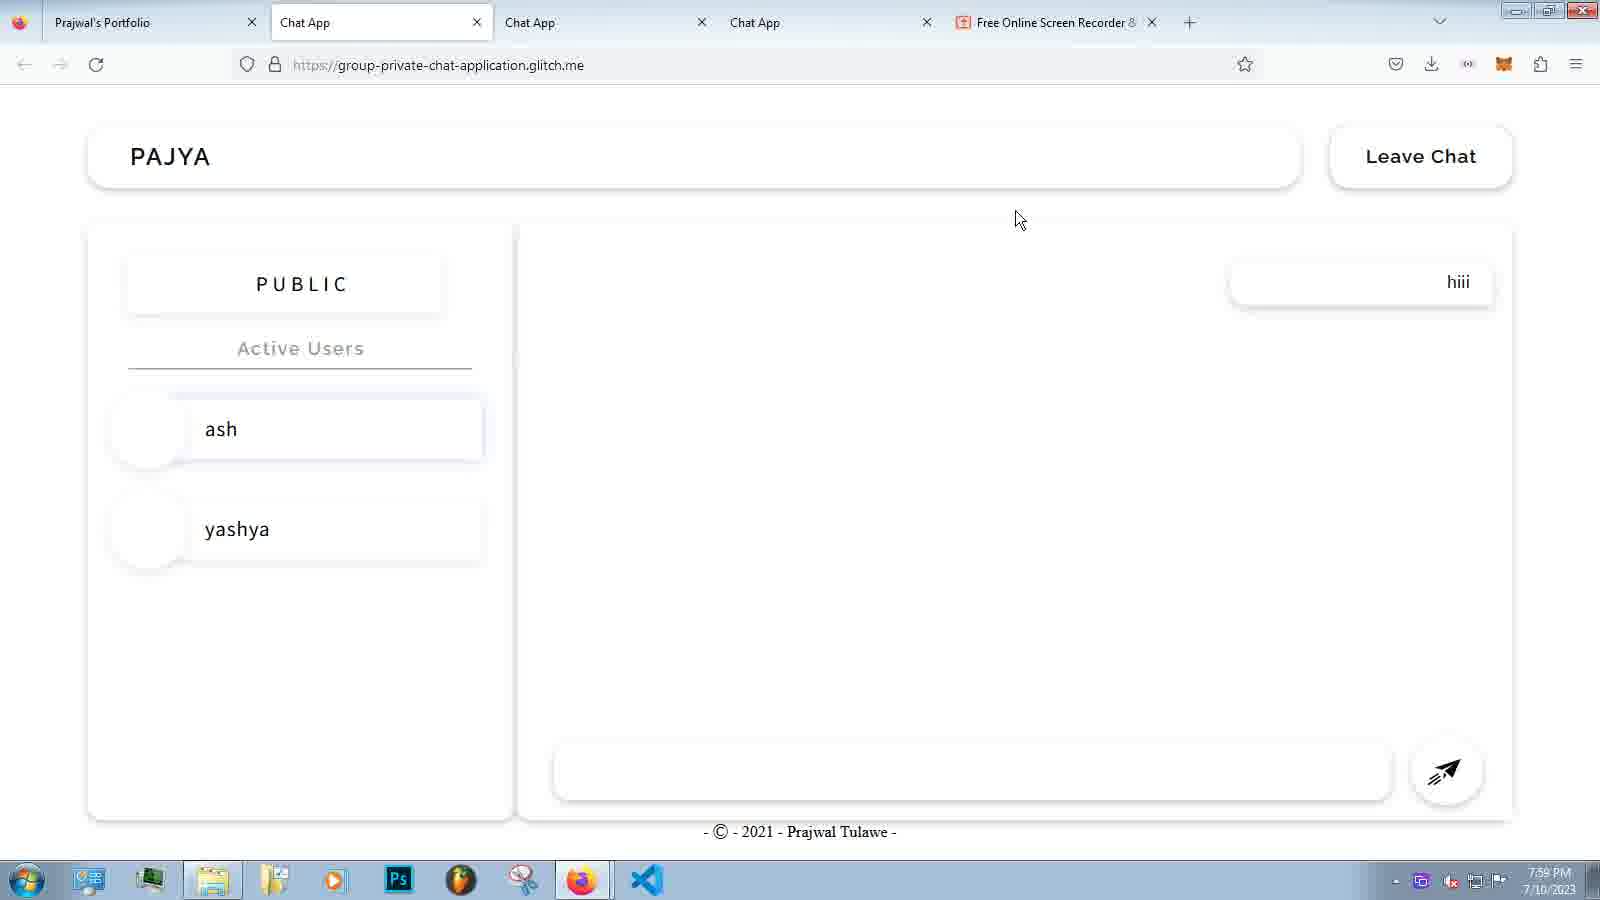 Prajwal's Portfolio
Chat App
Chat App
Chat App
Free Online Screen Recorder &
https://group-private-chat-application.glitch.me
PAJYA
Leave Chat
PUBLIC
Active Users
ash
yashya
hiii
- © - 2021 - Prajwal Tulawe -
Ps
7:59 PM
7/10/2023